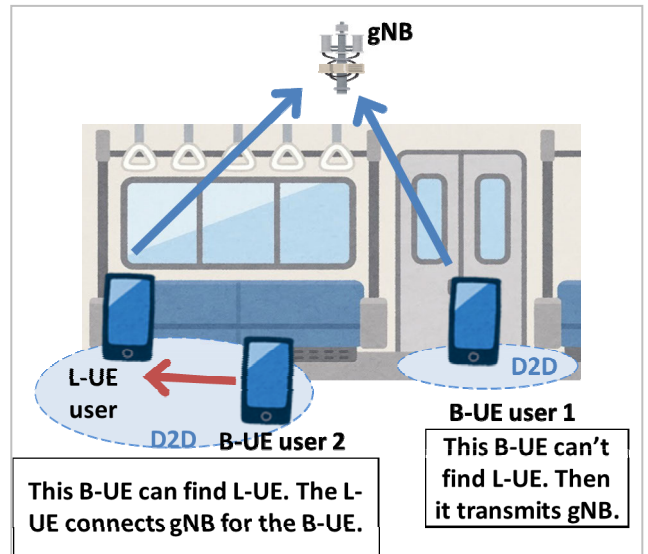 gNB
L-UE
user
D2D
B-UE user 2
D2D
B-UE user 1
This B-UE can find L-UE. The L-
UE connects gNB for the B-UE.
This B-UE can't
find L-UE. Then
it transmits gNB.